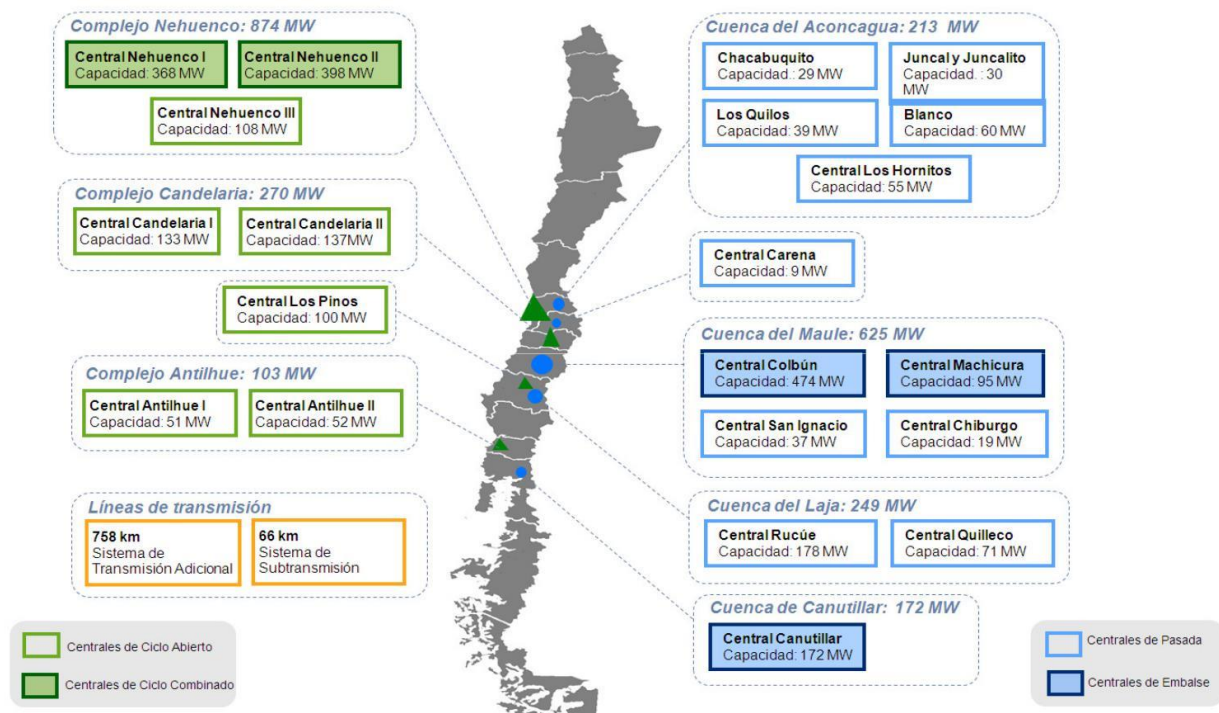 Complejo Nehuenco: 874 MW
Central Nehuenco I
Capacidad: 368 MW
Central Nehuenco II
Capacidad: 398 MW
Central Nehuenco III
Capacidad: 108 MW
Complejo Candelaria: 270 MW
Central Candelaria I
Capacidad: 133 MW
Central Candelaria II
Capacidad: 137MW
Central Los Pinos
Capacidad: 100 MW
Complejo Antilhue: 103 MW
Central Antilhue I
Capacidad: 51 MW
Central Antilhue II
Capacidad: 52 MW
Líneas de transmisión
758 km
Sistema de
Transmisión Adicional
66 km
Sistema de
Subtransmisión
Centrales de Ciclo Abierto
Centrales de Ciclo Combinado
Cuenca del Aconcagua: 213 MW
Chacabuquito
Capacidad.: 29 MW
Juncal y Juncalito
Capacidad. : 30
MW
Los Quilos
Capacidad: 39 MW
Blanco
Capacidad: 60 MW
Central Los Hornitos
Capacidad: 55 MW
Central Carena
Capacidad: 9 MW
Cuenca del Maule: 625 MW
Central Colbún
Capacidad: 474 MW
Central Machicura
Capacidad: 95 MW
Central San Ignacio
Capacidad: 37 MW
Central Chiburgo
Capacidad: 19 MW
Cuenca del Laja: 249 MW
Central Rucúe
Capacidad: 178 MW
Central Quilleco
Capacidad: 71 MW
Cuenca de Canutillar: 172 MW
Central Canutillar
Capacidad: 172 MW
Centrales de Pasada
Centrales de Embalse